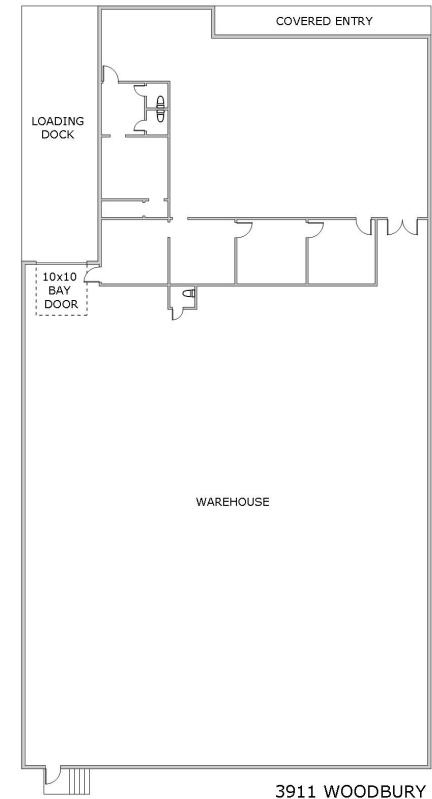 COVERED ENTRY
LOADING
DOCK
10x10
BAY
DOOR
WAREHOUSE
3911 WOODBURY